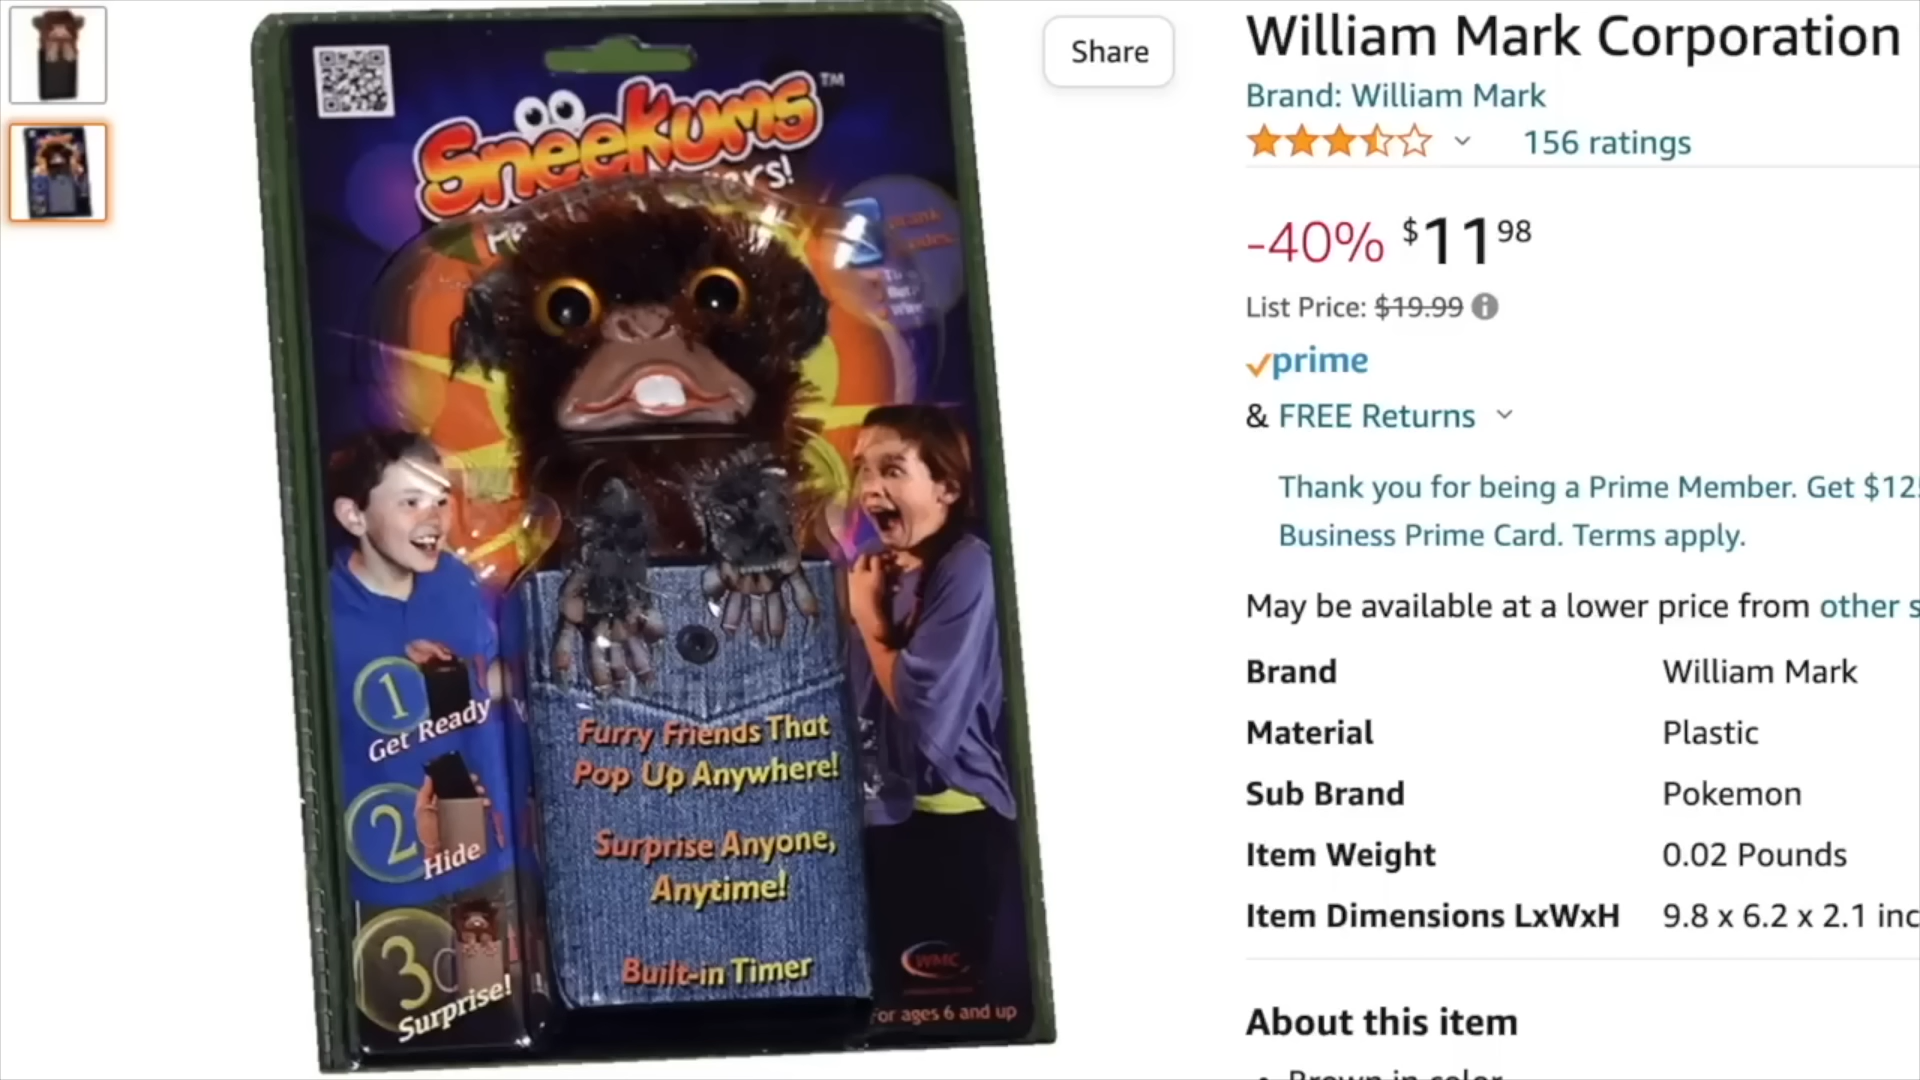 Sneekums™
Furry Friends That
Pop Up Anywhere!
Surprise Anyone,
Anytime!
Built-in Timer
1
Get Ready
2
Hide
3
Surprise!
WMC
For ages 6 and up
Share
William Mark Corporation
Brand: William Mark
156 ratings
-40% $11 98
List Price: $19.99
prime
& FREE Returns
Thank you for being a Prime Member. Get $12
Business Prime Card. Terms apply.
May be available at a lower price from other s
Brand William Mark
Material Plastic
Sub Brand Pokemon
Item Weight 0.02 Pounds
Item Dimensions LxWxH 9.8 x 6.2 x 2.1 inc
About this item
Brown in color